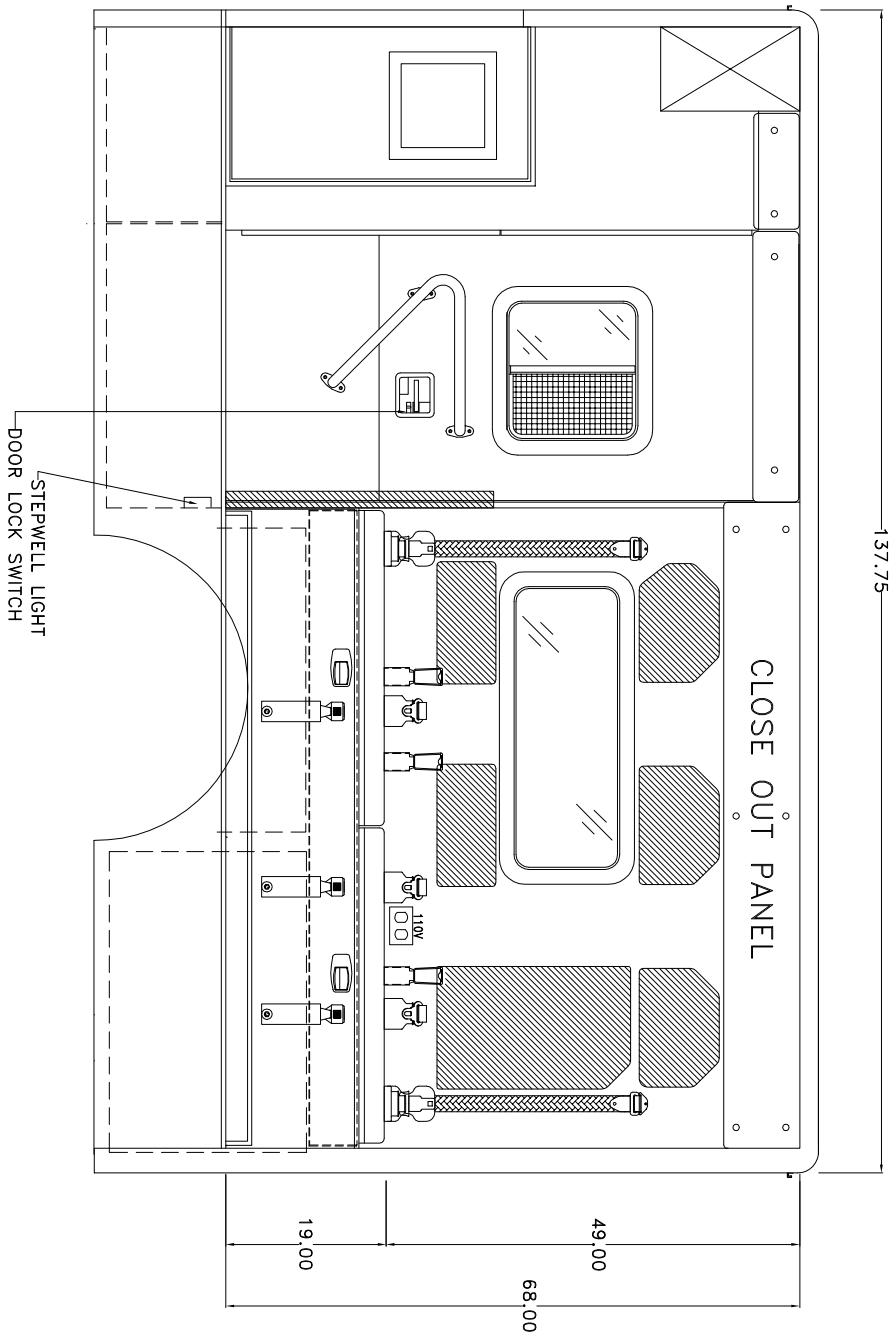 137.75
CLOSE OUT PANEL
110V
49.00
19.00
68.00
STEPWELL LIGHT
DOOR LOCK SWITCH